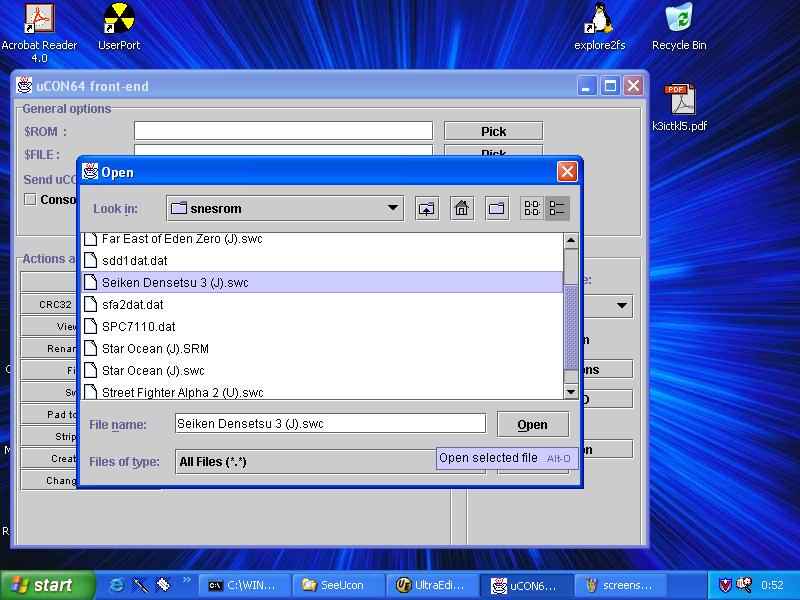 Acrobat Reader 4.0
UserPort
explore2fs
Recycle Bin
k3ictkl5.pdf
uCON64 front-end
General options
$ROM :
Pick
$FILE :
Pick
Send uCO
Conso
Actions a
CRC32
View
Renan
Fi
Sw
Pad to
Strip
Creat
Chang
e:
n
ns
D
on
Open
Look in:
snesrom
Far East of Eden Zero (J).swc
sdd1dat.dat
Seiken Densetsu 3 (J).swc
sfa2dat.dat
SPC7110.dat
Star Ocean (J).SRM
Star Ocean (J).swc
Street Fighter Alpha 2 (U).swc
File name:
Seiken Densetsu 3 (J).swc
Open
Files of type:
All Files (*.*)
Open selected file Alt-O
start
»
C:\WIN...
SeeUcon
UltraEdi...
uCON6...
screens...
0:52